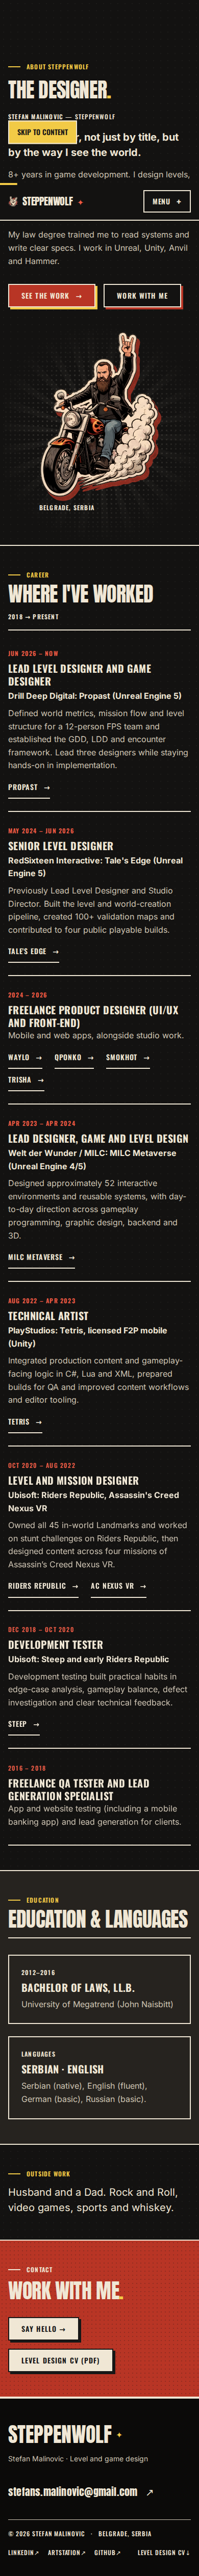 ABOUT STEPPENWOLF
THE DESIGNER.
STEFAN MALINOVIC — STEPPENWOLF
SKIP TO CONTENT
, not just by title, but
by the way I see the world.
8+ years in game development. I design levels,
STEPPENWOLF
MENU +
My law degree trained me to read systems and
write clear specs. I work in Unreal, Unity, Anvil
and Hammer.
SEE THE WORK →
WORK WITH ME
BELGRADE, SERBIA
CAREER
WHERE I'VE WORKED
2018 → PRESENT
JUN 2026 – NOW
LEAD LEVEL DESIGNER AND GAME
DESIGNER
Drill Deep Digital: Propast (Unreal Engine 5)
Defined world metrics, mission flow and level
structure for a 12-person FPS team and
established the GDD, LDD and encounter
framework. Lead three designers while staying
hands-on in implementation.
PROPAST →
MAY 2024 – JUN 2026
SENIOR LEVEL DESIGNER
RedSixteen Interactive: Tale's Edge (Unreal
Engine 5)
Previously Lead Level Designer and Studio
Director. Built the level and world-creation
pipeline, created 100+ validation maps and
contributed to four public playable builds.
TALE'S EDGE →
2024 – 2026
FREELANCE PRODUCT DESIGNER (UI/UX
AND FRONT-END)
Mobile and web apps, alongside studio work.
WAYLO →
QPONKO →
SMOKHOT →
TRISHA →
APR 2023 – APR 2024
LEAD DESIGNER, GAME AND LEVEL DESIGN
Welt der Wunder / MILC: MILC Metaverse
(Unreal Engine 4/5)
Designed approximately 52 interactive
environments and reusable systems, with day-
to-day direction across gameplay
programming, graphic design, backend and
3D.
MILC METAVERSE →
AUG 2022 – APR 2023
TECHNICAL ARTIST
PlayStudios: Tetris, licensed F2P mobile
(Unity)
Integrated production content and gameplay-
facing logic in C#, Lua and XML, prepared
builds for QA and improved content workflows
and editor tooling.
TETRIS →
OCT 2020 – AUG 2022
LEVEL AND MISSION DESIGNER
Ubisoft: Riders Republic, Assassin's Creed
Nexus VR
Owned all 45 in-world Landmarks and worked
on stunt challenges on Riders Republic, then
designed content across four missions of
Assassin's Creed Nexus VR.
RIDERS REPUBLIC →
AC NEXUS VR →
DEC 2018 – OCT 2020
DEVELOPMENT TESTER
Ubisoft: Steep and early Riders Republic
Development testing built practical habits in
edge-case analysis, gameplay balance, defect
investigation and clear technical feedback.
STEEP →
2016 – 2018
FREELANCE QA TESTER AND LEAD
GENERATION SPECIALIST
App and website testing (including a mobile
banking app) and lead generation for clients.
EDUCATION
EDUCATION & LANGUAGES
2012–2016
BACHELOR OF LAWS, LL.B.
University of Megatrend (John Naisbitt)
LANGUAGES
SERBIAN · ENGLISH
Serbian (native), English (fluent),
German (basic), Russian (basic).
OUTSIDE WORK
Husband and a Dad. Rock and Roll,
video games, sports and whiskey.
CONTACT
WORK WITH ME.
SAY HELLO →
LEVEL DESIGN CV (PDF)
STEPPENWOLF
Stefan Malinovic · Level and game design
stefans.malinovic@gmail.com ↗
© 2026 STEFAN MALINOVIC · BELGRADE, SERBIA
LINKEDIN↗ ARTSTATION↗ GITHUB↗ LEVEL DESIGN CV↓